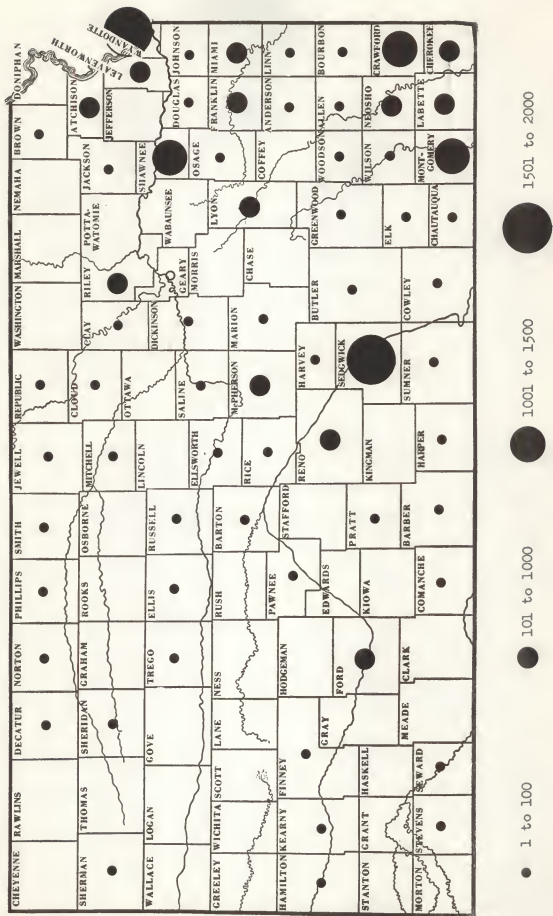 CHEYENNE
RAWLINS
DECATUR
NORTON
PHILLIPS
SMITH
JEWELL
REPUBLIC
WASHINGTON
MARSHALL
NEMAHA
BROWN
DONIPHAN
SHERMAN
THOMAS
SHERIDAN
GRAHAM
ROOKS
OSBORNE
MITCHELL
CLOUD
CLAY
RILEY
POTTA-
WATOMIE
JACKSON
ATCHISON
JEFFERSON
LEAVENWORTH
WYANDOTTE
WALLACE
LOGAN
GOVE
TREGO
ELLIS
RUSSELL
LINCOLN
OTTAWA
SALINE
DICKINSON
GEARY
MORRIS
WABAUNSEE
SHAWNEE
OSAGE
DOUGLAS
JOHNSON
GREELEY
WICHITA
SCOTT
LANE
NESS
RUSH
BARTON
ELLSWORTH
RICE
McPHERSON
MARION
CHASE
LYON
COFFEY
FRANKLIN
MIAMI
ANDERSON
LINN
HAMILTON
KEARNY
FINNEY
HODGEMAN
PAWNEE
STAFFORD
RENO
HARVEY
SEDGWICK
BUTLER
GREENWOOD
WOODSON
ALLEN
BOURBON
GRAY
FORD
EDWARDS
KIOWA
PRATT
KINGMAN
ELK
WILSON
NEOSHO
CRAWFORD
STANTON
GRANT
HASKELL
MORTON
STEVENS
SEWARD
MEADE
CLARK
COMANCHE
BARBER
HARPER
SUMNER
COWLEY
CHAUTAUQUA
MONT-
GOMERY
LABETTE
CHEROKEE
1 to 100
101 to 1000
1001 to 1500
1501 to 2000